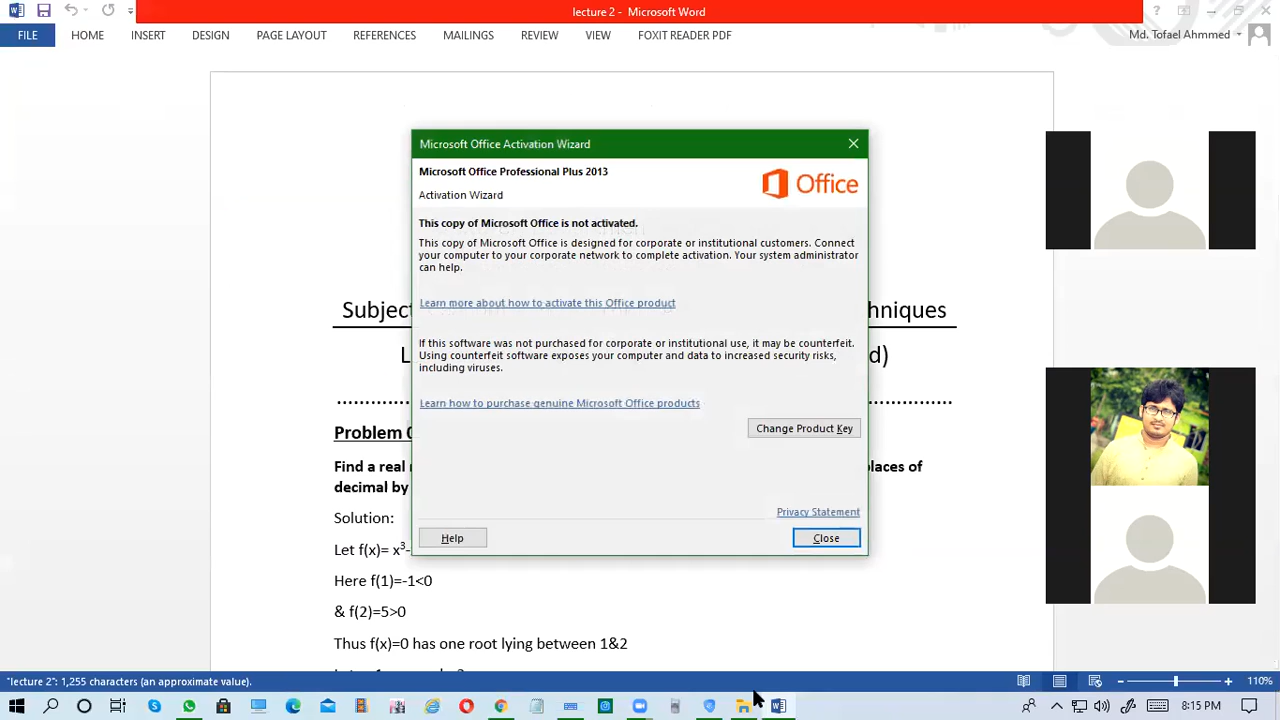 lecture 2 - Microsoft Word
FILE HOME INSERT DESIGN PAGE LAYOUT REFERENCES MAILINGS REVIEW VIEW FOXIT READER PDF
Md. Tofael Ahmmed
Microsoft Office Activation Wizard
Microsoft Office Professional Plus 2013
Activation Wizard
Office
This copy of Microsoft Office is not activated.
This copy of Microsoft Office is designed for corporate or institutional customers. Connect
your computer to your corporate network to complete activation. Your system administrator
can help.
Learn more about how to activate this Office product
If this software was not purchased for corporate or institutional use, it may be counterfeit.
Using counterfeit software exposes your computer and data to increased security risks,
including viruses.
Learn how to purchase genuine Microsoft Office products
Change Product Key
Privacy Statement
Help Close
Problem
Find a real
decimal by
Solution:
Let f(x)= x³-
Here f(1)=-1<0
& f(2)=5>0
Thus f(x)=0 has one root lying between 1&2
"lecture 2": 1,255 characters (an approximate value).
110%
8:15 PM